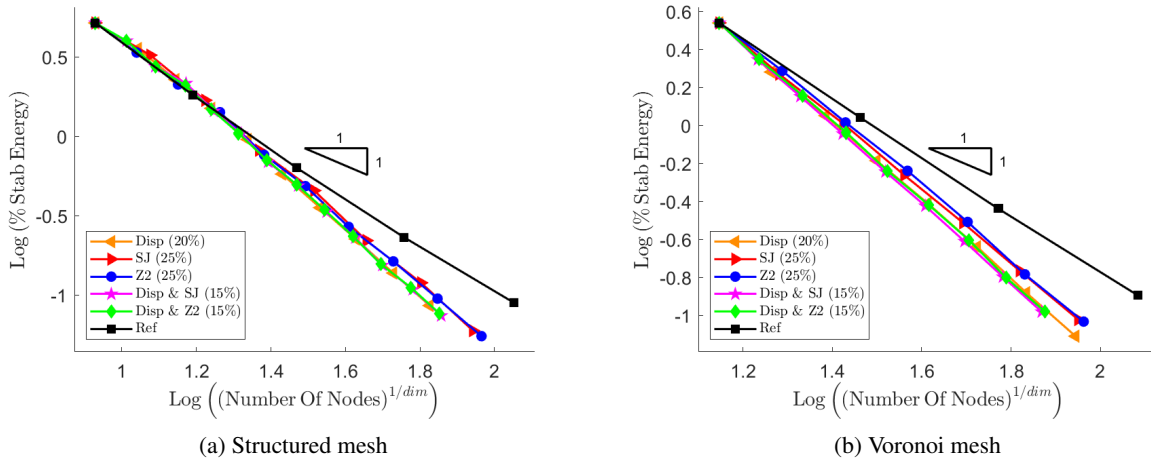 0.5
0
-0.5
-1
Log (% Stab Energy)
1
1
Disp (20%)
SJ (25%)
Z2 (25%)
Disp & SJ (15%)
Disp & Z2 (15%)
Ref
1 1.2 1.4 1.6 1.8 2
Log ((Number Of Nodes)^{1/dim})
(a) Structured mesh
0.6
0.4
0.2
0
-0.2
-0.4
-0.6
-0.8
-1
Log (% Stab Energy)
1
1
Disp (20%)
SJ (25%)
Z2 (25%)
Disp & SJ (15%)
Disp & Z2 (15%)
Ref
1.2 1.4 1.6 1.8 2
Log ((Number Of Nodes)^{1/dim})
(b) Voronoi mesh